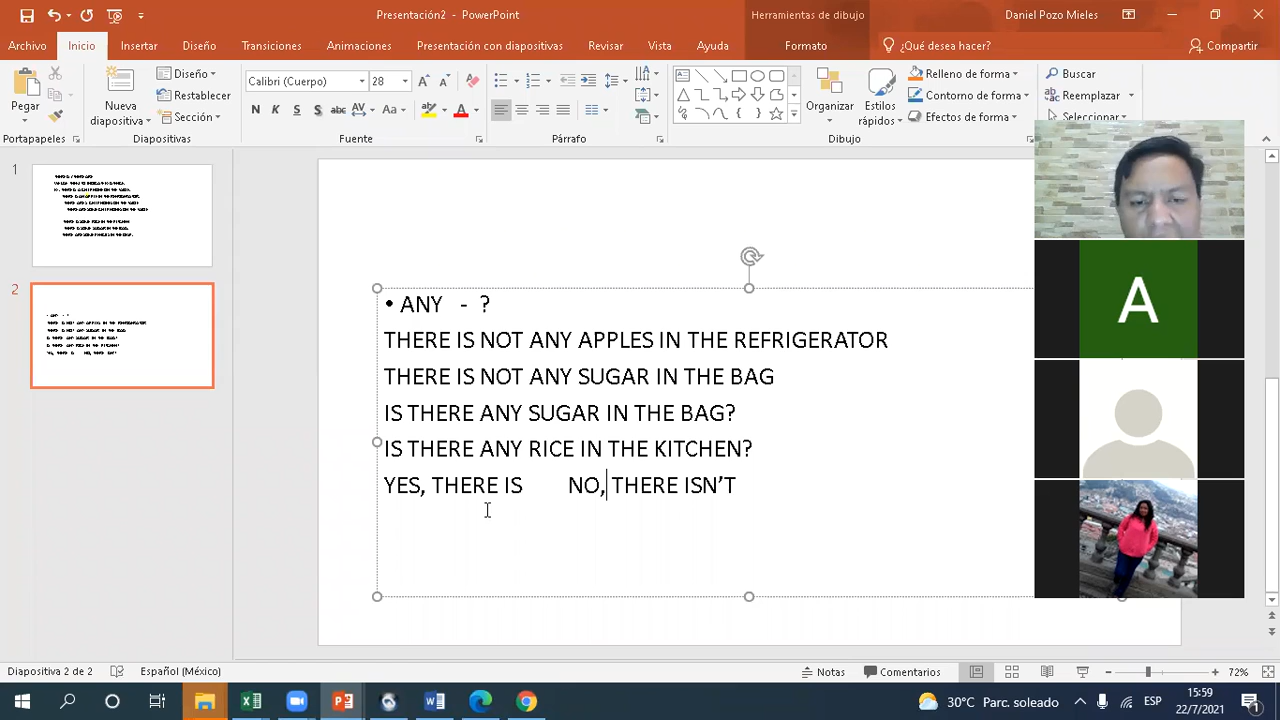 Presentación2 - PowerPoint
Herramientas de dibujo
Daniel Pozo Mieles
Archivo Inicio Insertar Diseño Transiciones Animaciones Presentación con diapositivas Revisar Vista Ayuda Formato ¿Qué desea hacer? Compartir
Pegar
Portapapeles
Nueva diapositiva
Diseño
Restablecer
Sección
Diapositivas
Calibri (Cuerpo) 28
N K S S abc AV Aa A
Fuente
Párrafo
Organizar
Estilos rápidos
Relleno de forma
Contorno de forma
Efectos de forma
Dibujo
Buscar
Reemplazar
Seleccionar
1
2
• ANY - ?
THERE IS NOT ANY APPLES IN THE REFRIGERATOR
THERE IS NOT ANY SUGAR IN THE BAG
IS THERE ANY SUGAR IN THE BAG?
IS THERE ANY RICE IN THE KITCHEN?
YES, THERE IS NO, THERE ISN'T
A
Diapositiva 2 de 2 Español (México) Notas Comentarios 72%
30°C Parc. soleado ESP 15:59
22/7/2021